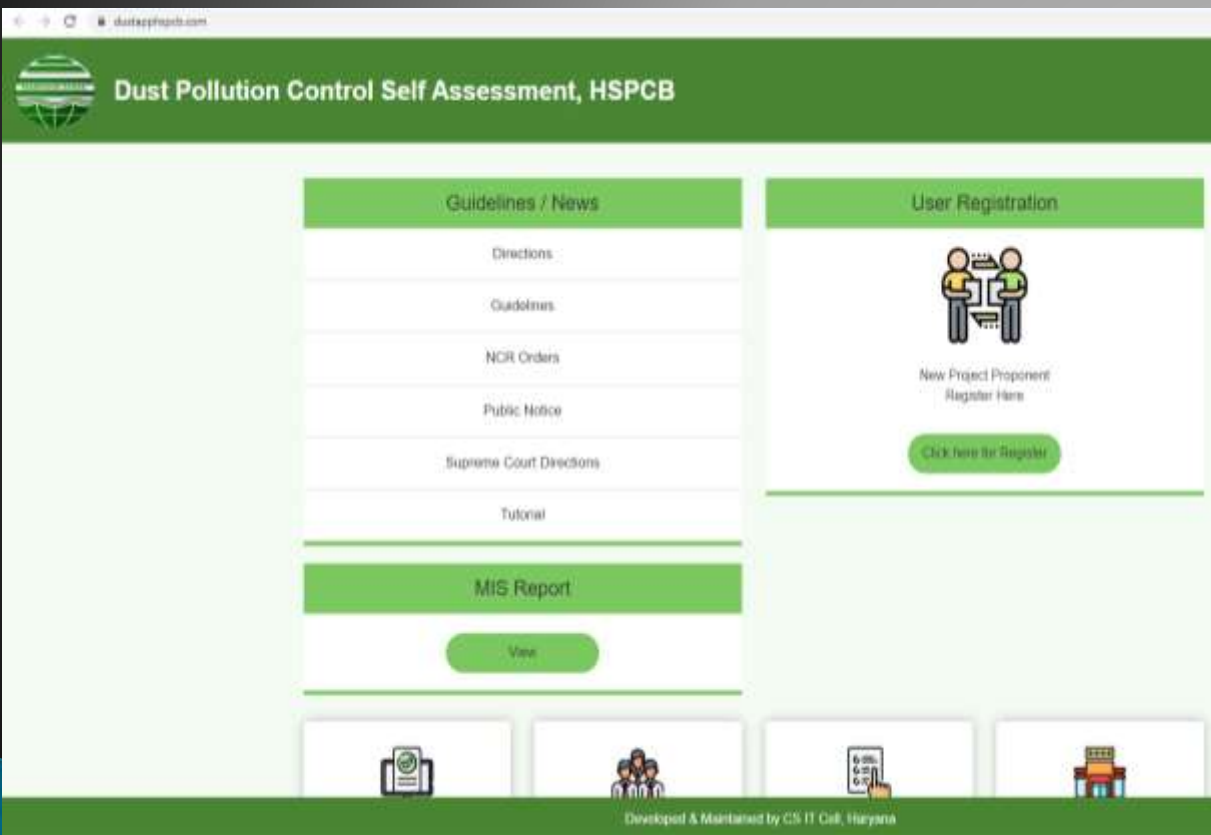 dustapphspcb.com
Dust Pollution Control Self Assessment, HSPCB
Guidelines / News
Directions
Guidelines
NCR Orders
Public Notice
Supreme Court Directions
Tutorial
User Registration
New Project Proponent
Register Here
Click here for Register
MIS Report
View
Developed & Maintained by CS IT Cell, Haryana